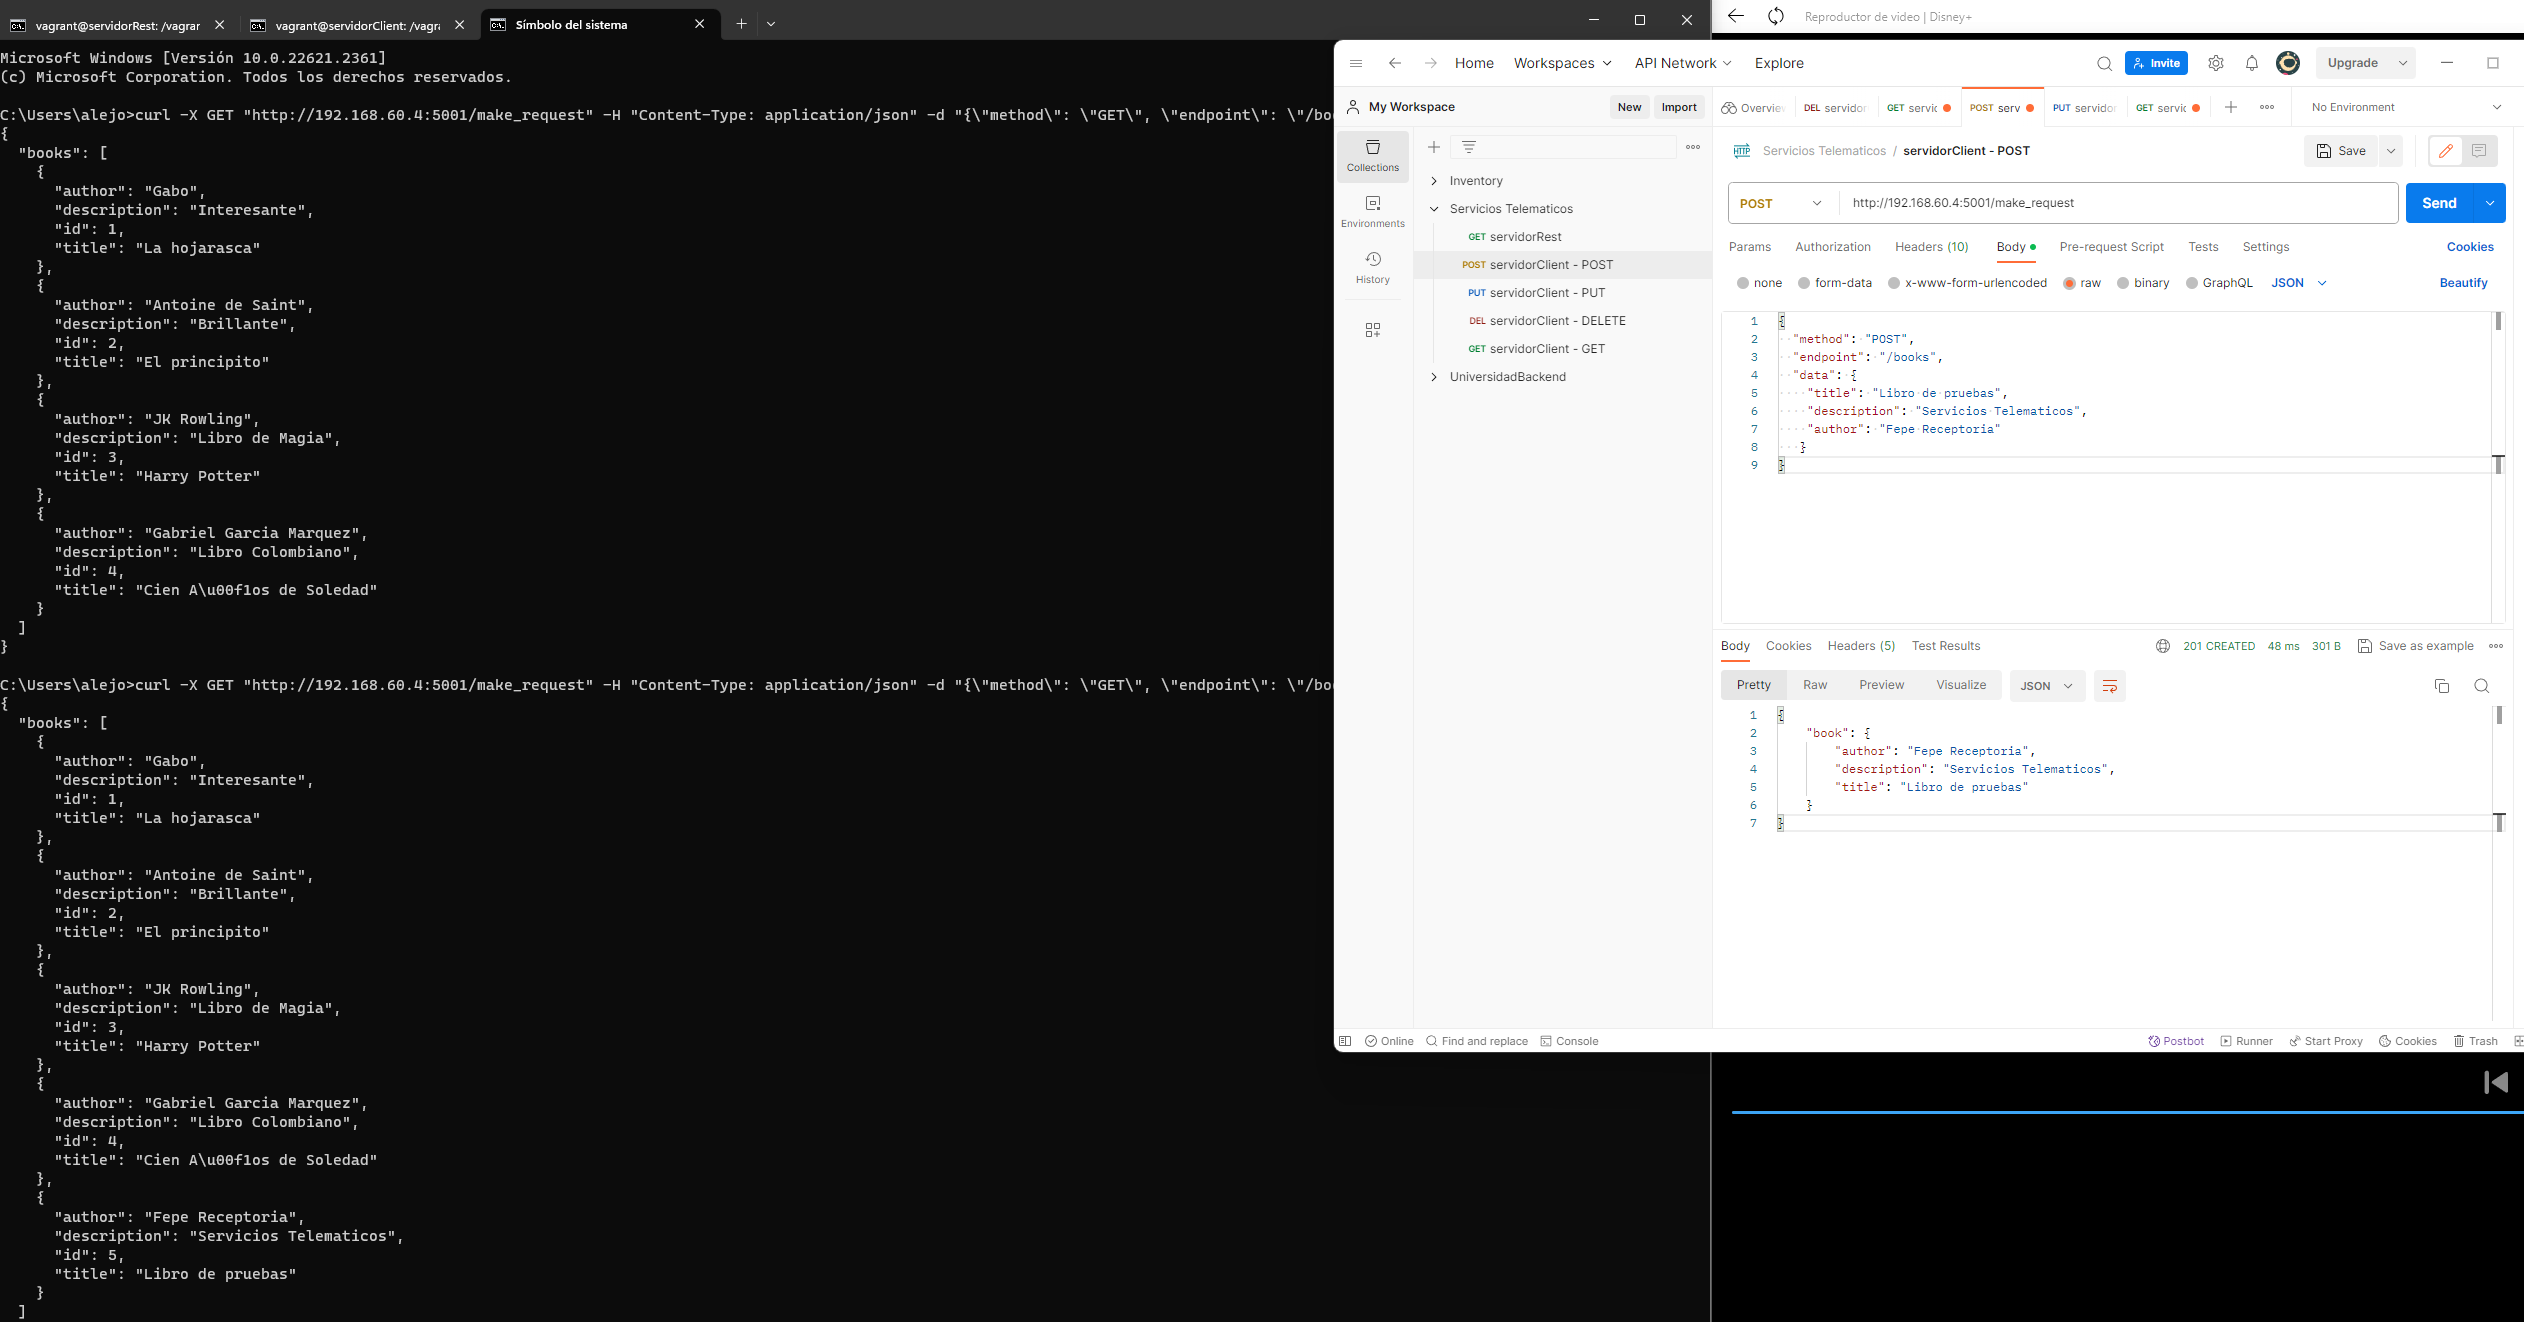 vagrant@servidorRest: /vagrar
vagrant@servidorClient: /vagra
Símbolo del sistema
Microsoft Windows [Versión 10.0.22621.2361]
(c) Microsoft Corporation. Todos los derechos reservados.
C:\Users\alejo>curl -X GET "http://192.168.60.4:5001/make_request" -H "Content-Type: application/json" -d "{\"method\": \"GET\", \"endpoint\": \"/boo
{
  "books": [
    {
      "author": "Gabo",
      "description": "Interesante",
      "id": 1,
      "title": "La hojarasca"
    },
    {
      "author": "Antoine de Saint",
      "description": "Brillante",
      "id": 2,
      "title": "El principito"
    },
    {
      "author": "JK Rowling",
      "description": "Libro de Magia",
      "id": 3,
      "title": "Harry Potter"
    },
    {
      "author": "Gabriel Garcia Marquez",
      "description": "Libro Colombiano",
      "id": 4,
      "title": "Cien A\u00f1os de Soledad"
    }
  ]
}
C:\Users\alejo>curl -X GET "http://192.168.60.4:5001/make_request" -H "Content-Type: application/json" -d "{\"method\": \"GET\", \"endpoint\": \"/boo
{
  "books": [
    {
      "author": "Gabo",
      "description": "Interesante",
      "id": 1,
      "title": "La hojarasca"
    },
    {
      "author": "Antoine de Saint",
      "description": "Brillante",
      "id": 2,
      "title": "El principito"
    },
    {
      "author": "JK Rowling",
      "description": "Libro de Magia",
      "id": 3,
      "title": "Harry Potter"
    },
    {
      "author": "Gabriel Garcia Marquez",
      "description": "Libro Colombiano",
      "id": 4,
      "title": "Cien A\u00f1os de Soledad"
    },
    {
      "author": "Fepe Receptoria",
      "description": "Servicios Telematicos",
      "id": 5,
      "title": "Libro de pruebas"
    }
  ]
Reproductor de video | Disney+
Home Workspaces API Network Explore
Invite Upgrade
My Workspace New Import
Overvie DEL servidor GET servic POST serv PUT servidor GET servic No Environment
Collections
Environments
History
Inventory
Servicios Telematicos
GET servidorRest
POST servidorClient - POST
PUT servidorClient - PUT
DEL servidorClient - DELETE
GET servidorClient - GET
UniversidadBackend
HTTP Servicios Telematicos / servidorClient - POST Save
POST http://192.168.60.4:5001/make_request Send
Params Authorization Headers (10) Body Pre-request Script Tests Settings Cookies
none form-data x-www-form-urlencoded raw binary GraphQL JSON Beautify
1 {
2 "method": "POST",
3 "endpoint": "/books",
4 "data": {
5 "title": "Libro de pruebas",
6 "description": "Servicios Telematicos",
7 "author": "Fepe Receptoria"
8 }
9 }
Body Cookies Headers (5) Test Results 201 CREATED 48 ms 301 B Save as example
Pretty Raw Preview Visualize JSON
1 {
2 "book": {
3 "author": "Fepe Receptoria",
4 "description": "Servicios Telematicos",
5 "title": "Libro de pruebas"
6 }
7 }
Online Find and replace Console Postbot Runner Start Proxy Cookies Trash